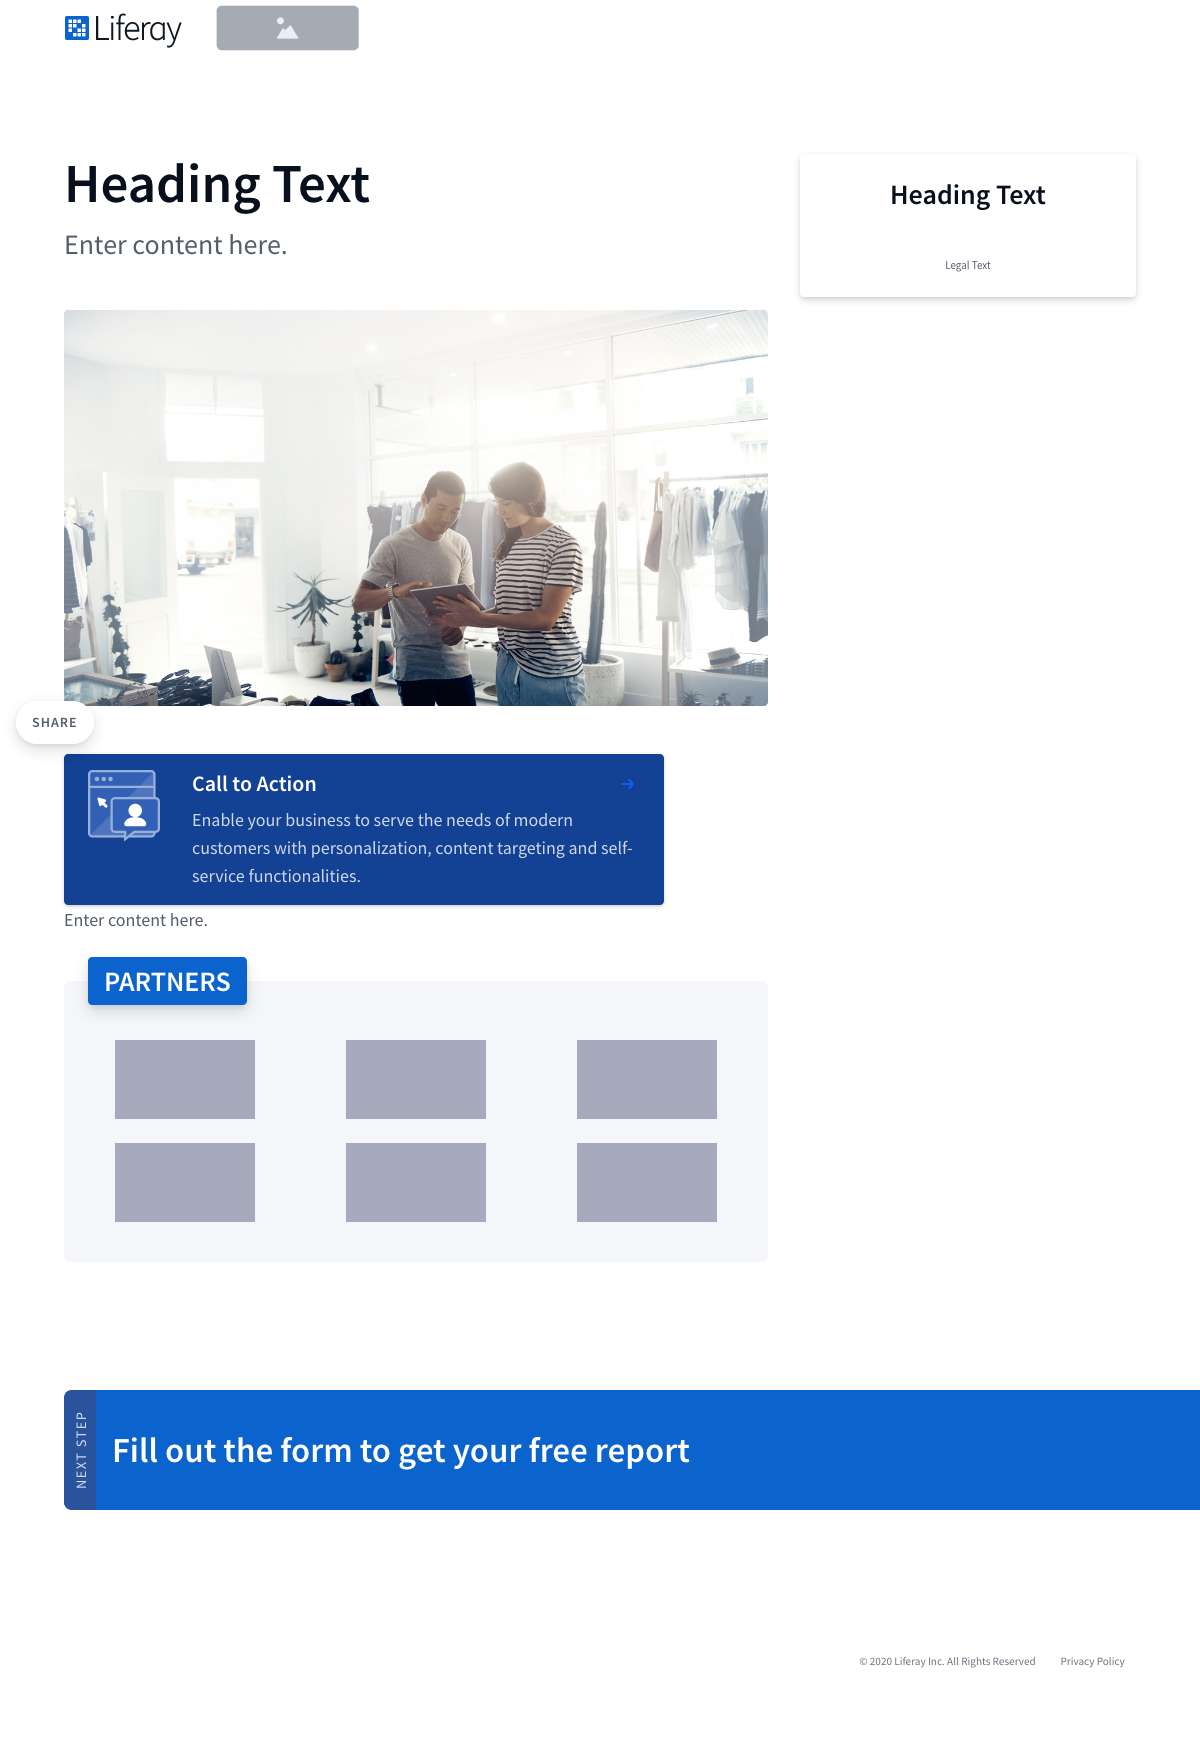 Liferay
Heading Text
Enter content here.
Heading Text
Legal Text
SHARE
Call to Action
Enable your business to serve the needs of modern
customers with personalization, content targeting and self-
service functionalities.
Enter content here.
PARTNERS
NEXT STEP
Fill out the form to get your free report
© 2020 Liferay Inc. All Rights Reserved
Privacy Policy